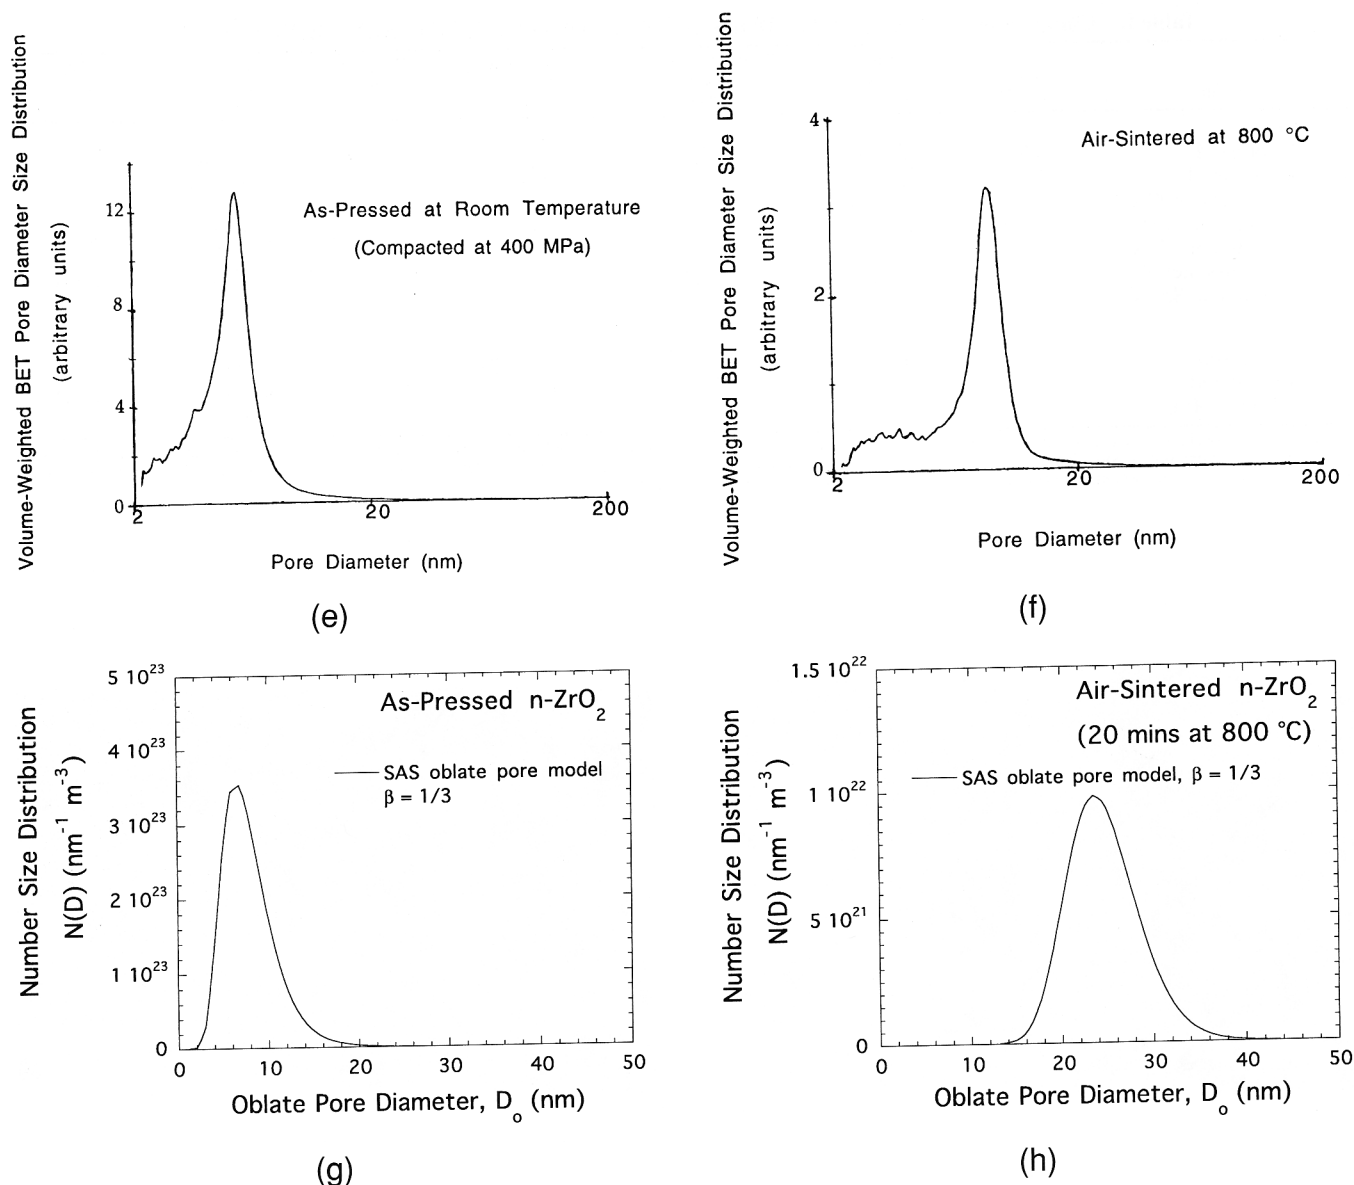 Volume-Weighted BET Pore Diameter Size Distribution
(arbitrary units)
12
8
4
0
2
20
200
As-Pressed at Room Temperature
(Compacted at 400 MPa)
Pore Diameter (nm)
(e)
Volume-Weighted BET Pore Diameter Size Distribution
(arbitrary units)
4
2
0
2
20
200
Air-Sintered at 800 °C
Pore Diameter (nm)
(f)
Number Size Distribution
N(D) (nm⁻¹ m⁻³)
5 10²³
4 10²³
3 10²³
2 10²³
1 10²³
0
As-Pressed n-ZrO₂
SAS oblate pore model
β = 1/3
0 10 20 30 40 50
Oblate Pore Diameter, Dₒ (nm)
(g)
Number Size Distribution
N(D) (nm⁻¹ m⁻³)
1.5 10²²
1 10²²
5 10²¹
0
Air-Sintered n-ZrO₂
(20 mins at 800 °C)
SAS oblate pore model, β = 1/3
0 10 20 30 40 50
Oblate Pore Diameter, Dₒ (nm)
(h)